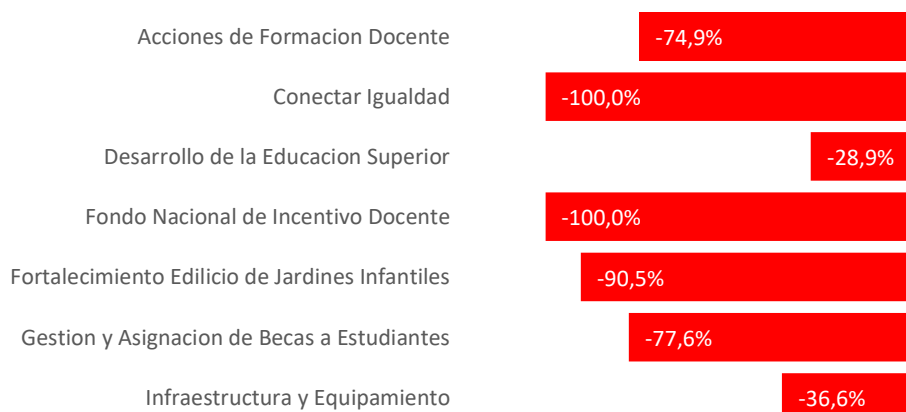 Acciones de Formacion Docente -74,9%
Conectar Igualdad -100,0%
Desarrollo de la Educacion Superior -28,9%
Fondo Nacional de Incentivo Docente -100,0%
Fortalecimiento Edilicio de Jardines Infantiles -90,5%
Gestion y Asignacion de Becas a Estudiantes -77,6%
Infraestructura y Equipamiento -36,6%